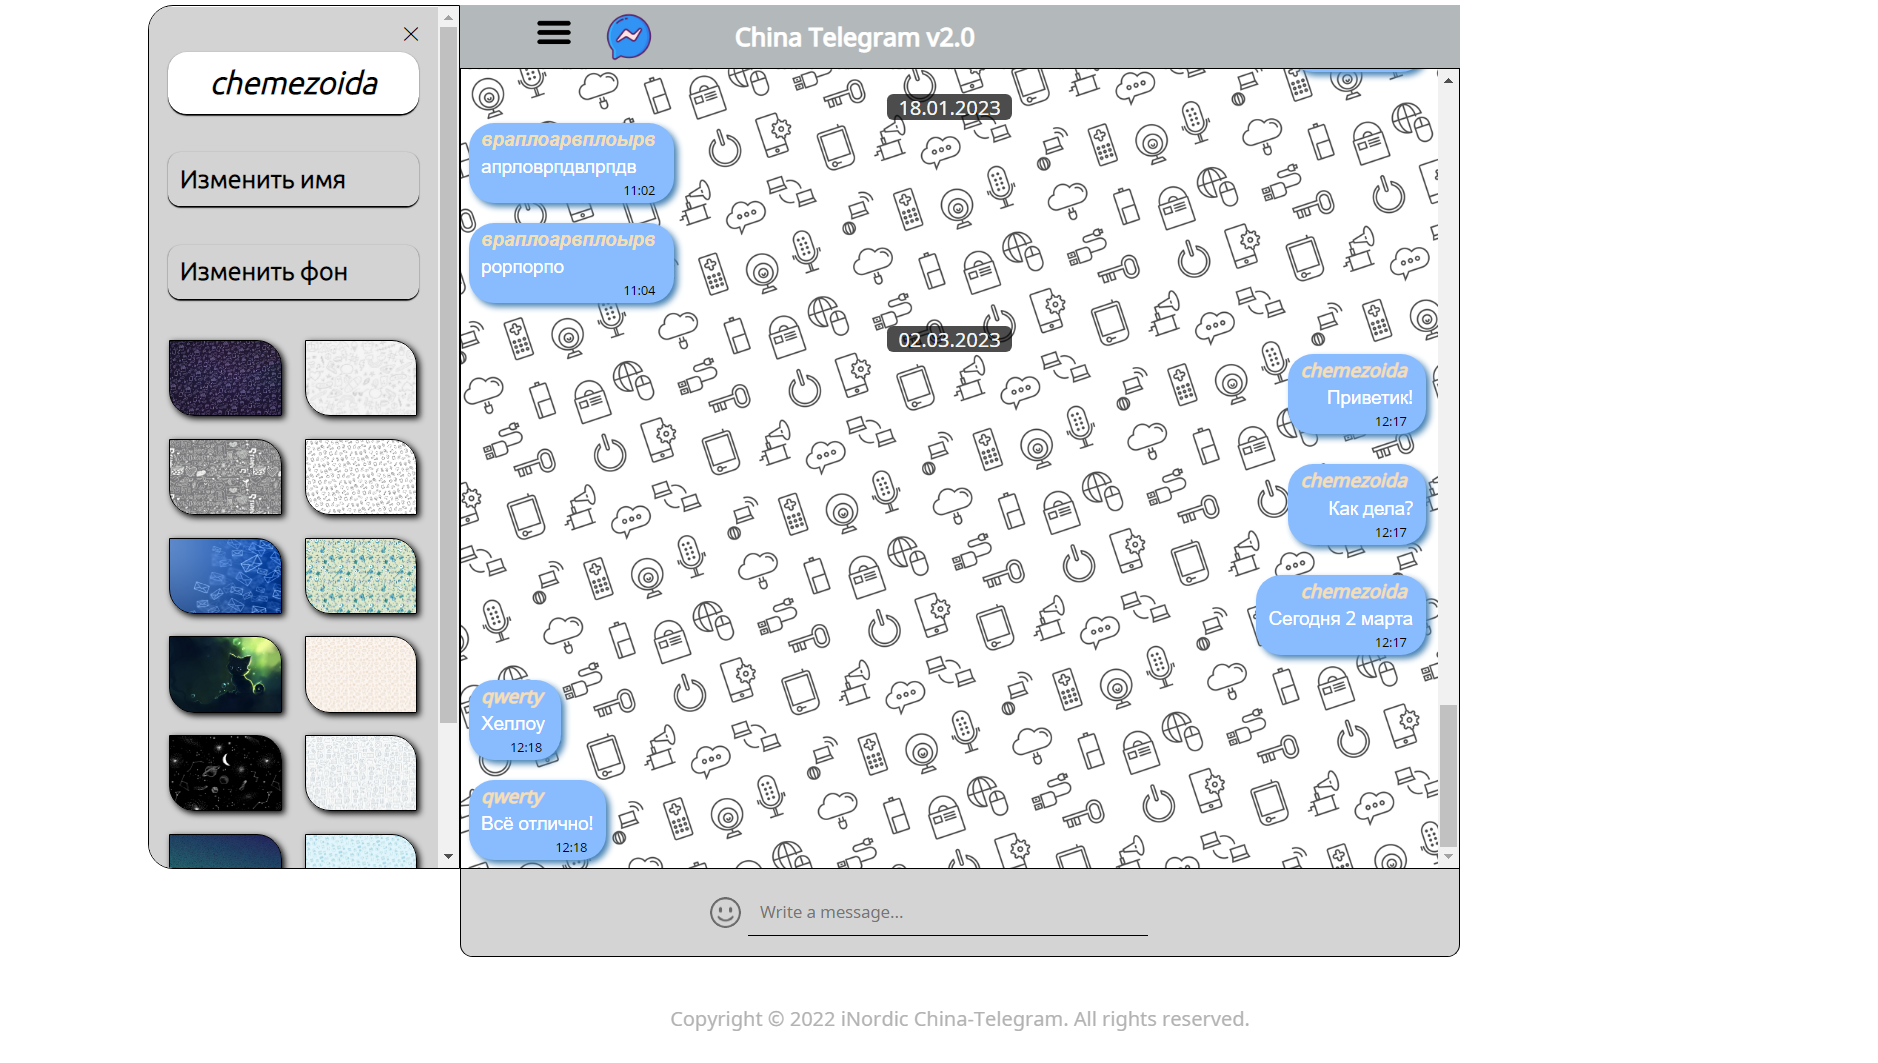 chemezoida
Изменить имя
Изменить фон
China Telegram v2.0
18.01.2023
враплоарвплоырв
апрловрпдвлпрпдв
11:02
враплоарвплоырв
рорпорпо
11:04
02.03.2023
chemezoida
Приветик!
12:17
chemezoida
Как дела?
12:17
chemezoida
Сегодня 2 марта
12:17
qwerty
Хеллоу
12:18
qwerty
Всё отлично!
12:18
Write a message...
Copyright © 2022 iNordic China-Telegram. All rights reserved.